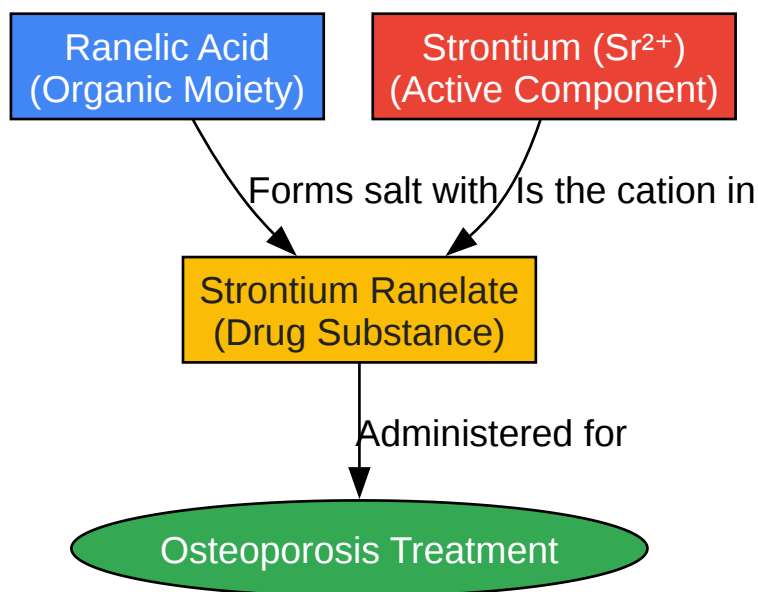 Ranelic Acid
(Organic Moiety)
Strontium (Sr²⁺)
(Active Component)
Forms salt with
Is the cation in
Strontium Ranelate
(Drug Substance)
Administered for
Osteoporosis Treatment